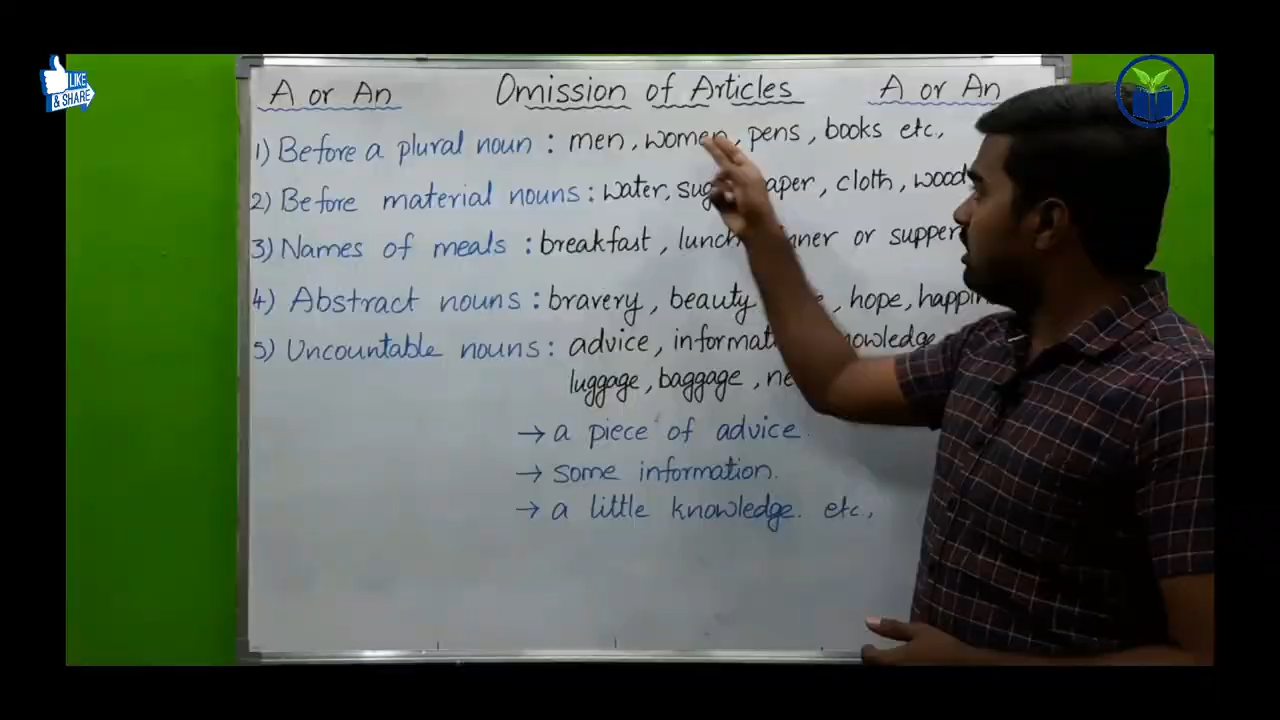 LIKE
& SHARE
A or An Omission of Articles A or An
1) Before a plural noun : men, women, pens, books etc,
2) Before material nouns : water, cloth, wood
3) Names of meals : breakfast, lunch or supper
4) Abstract nouns : bravery, beauty hope,
5) Uncountable nouns : advice,
luggage, baggage,
→ a piece of advice.
→ some information.
→ a little knowledge. etc,